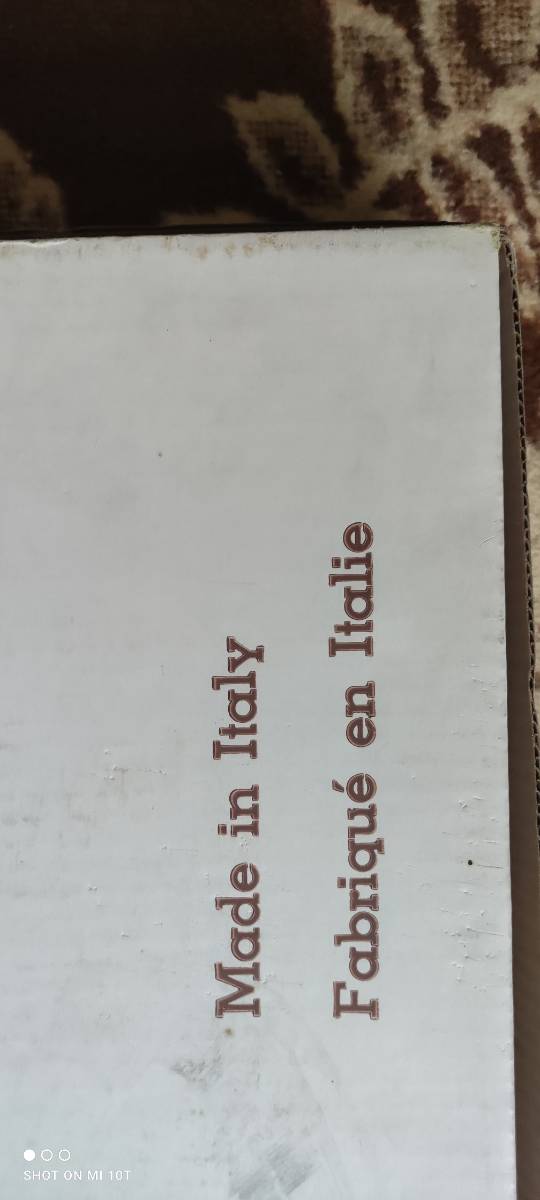 Made in Italy
Fabriqué en Italie
SHOT ON MI 10T